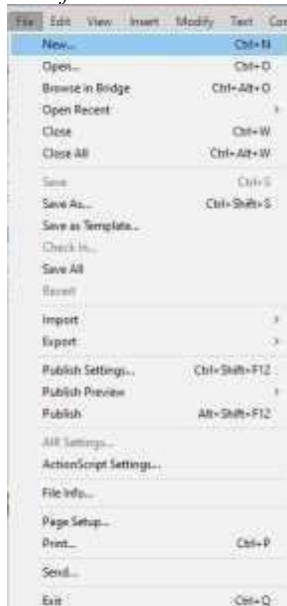 File Edit View Insert Modify Text
New... Ctrl+N
Open... Ctrl+O
Browse in Bridge Ctrl+Alt+O
Open Recent
Close Ctrl+W
Close All Ctrl+Alt+W
Save Ctrl+S
Save As... Ctrl+Shift+S
Save as Template...
Check In...
Save All
Revert
Import
Export
Publish Settings... Ctrl+Shift+F12
Publish Preview
Publish Alt+Shift+F12
AIR Settings...
ActionScript Settings...
File Info...
Page Setup...
Print... Ctrl+P
Send...
Exit Ctrl+Q